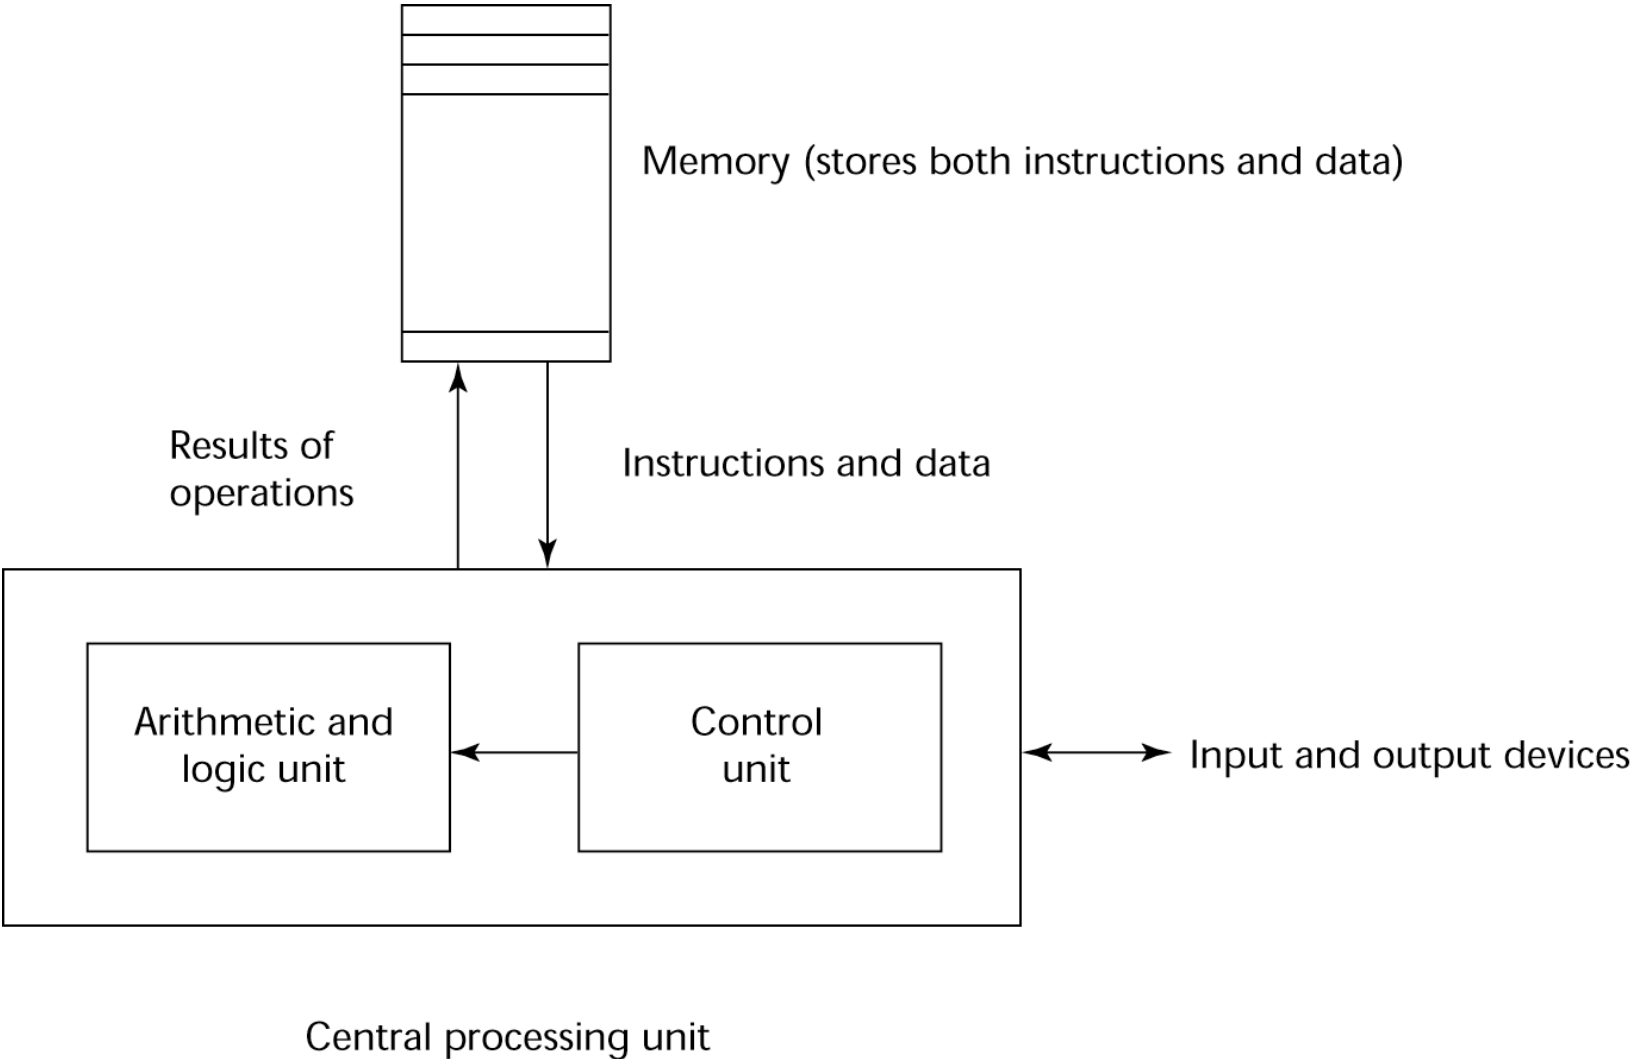 Memory (stores both instructions and data)
Results of
operations
Instructions and data
Arithmetic and
logic unit
Control
unit
Input and output devices
Central processing unit